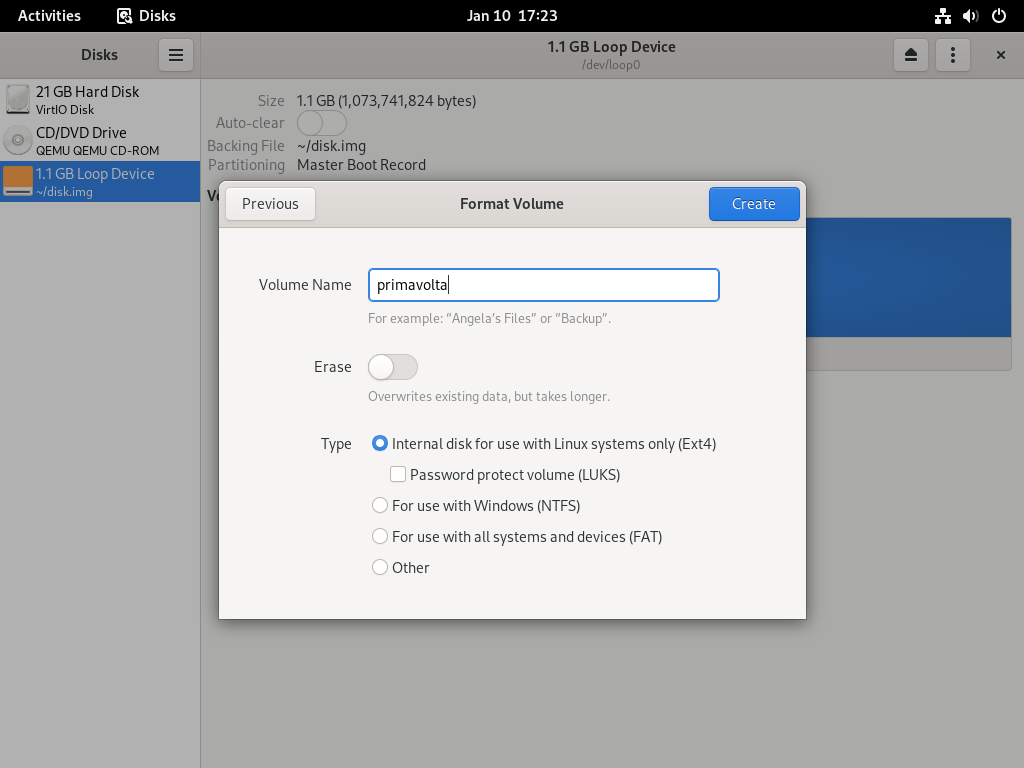 Activities Disks Jan 10 17:23
Disks
1.1 GB Loop Device
/dev/loop0
21 GB Hard Disk
VirtIO Disk
CD/DVD Drive
QEMU QEMU CD-ROM
1.1 GB Loop Device
~/disk.img
Size 1.1 GB (1,073,741,824 bytes)
Auto-clear
Backing File ~/disk.img
Partitioning Master Boot Record
Previous Format Volume Create
Volume Name primavolta
For example: “Angela’s Files” or “Backup”.
Erase
Overwrites existing data, but takes longer.
Type Internal disk for use with Linux systems only (Ext4)
Password protect volume (LUKS)
For use with Windows (NTFS)
For use with all systems and devices (FAT)
Other